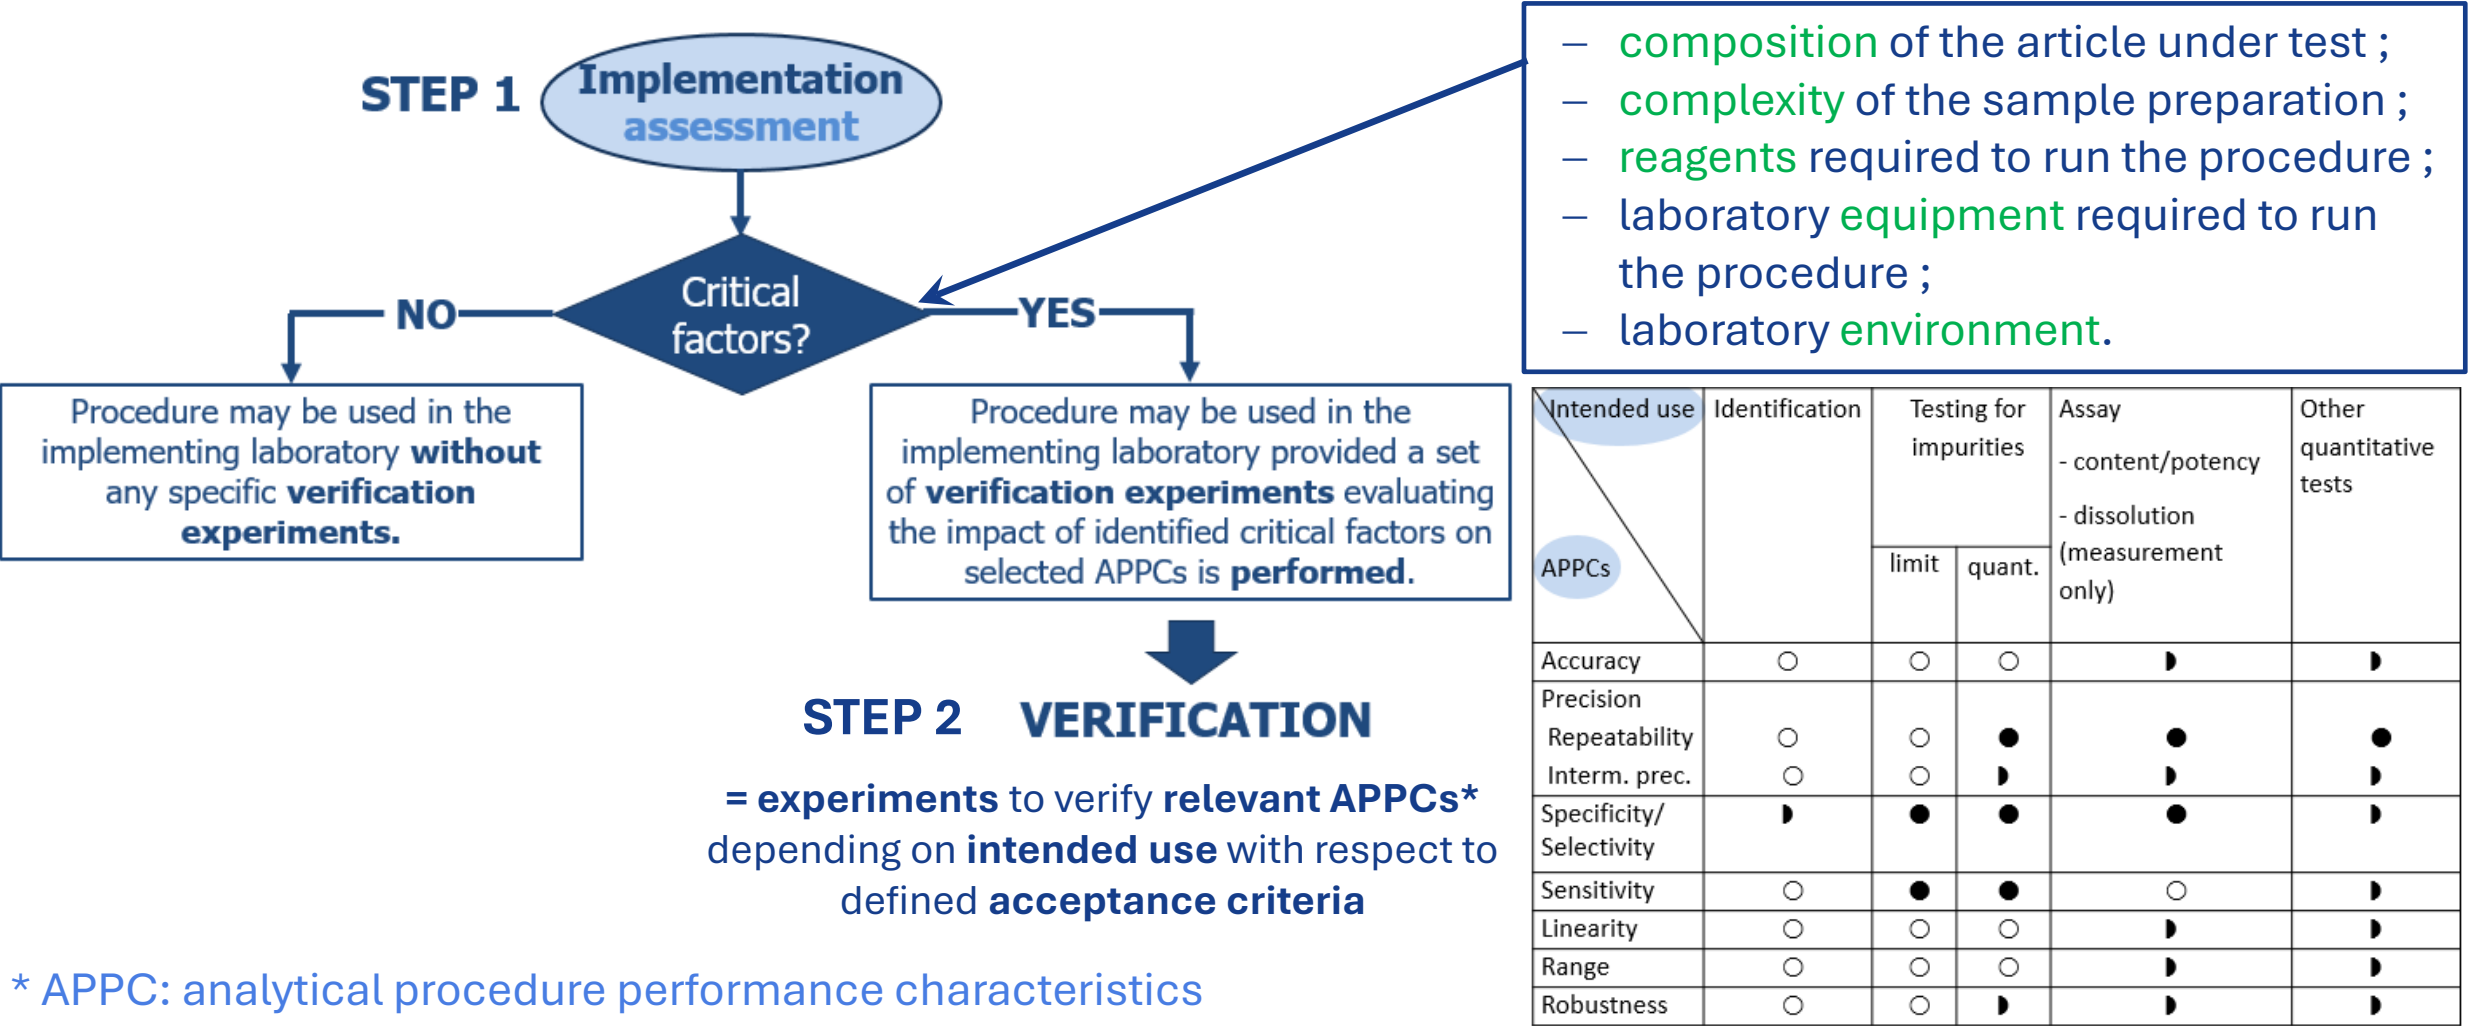 STEP 1
Implementation
assessment
Critical
factors?
NO
YES
Procedure may be used in the
implementing laboratory without
any specific verification
experiments.
Procedure may be used in the
implementing laboratory provided a set
of verification experiments evaluating
the impact of identified critical factors on
selected APPCs is performed.
STEP 2 VERIFICATION
= experiments to verify relevant APPCs*
depending on intended use with respect to
defined acceptance criteria
* APPC: analytical procedure performance characteristics
– composition of the article under test ;
– complexity of the sample preparation ;
– reagents required to run the procedure ;
– laboratory equipment required to run
the procedure ;
– laboratory environment.
Intended use
APPCs
Identification
Testing for
impurities
limit
quant.
Assay
- content/potency
- dissolution
(measurement
only)
Other
quantitative
tests
Accuracy ○ ○ ○ ◗ ◗
Precision
Repeatability ○ ○ ● ● ●
Interm. prec. ○ ○ ◗ ◗ ◗
Specificity/ ◗ ● ● ● ◗
Selectivity
Sensitivity ○ ● ● ○ ◗
Linearity ○ ○ ○ ◗ ◗
Range ○ ○ ○ ◗ ◗
Robustness ○ ○ ◗ ◗ ◗